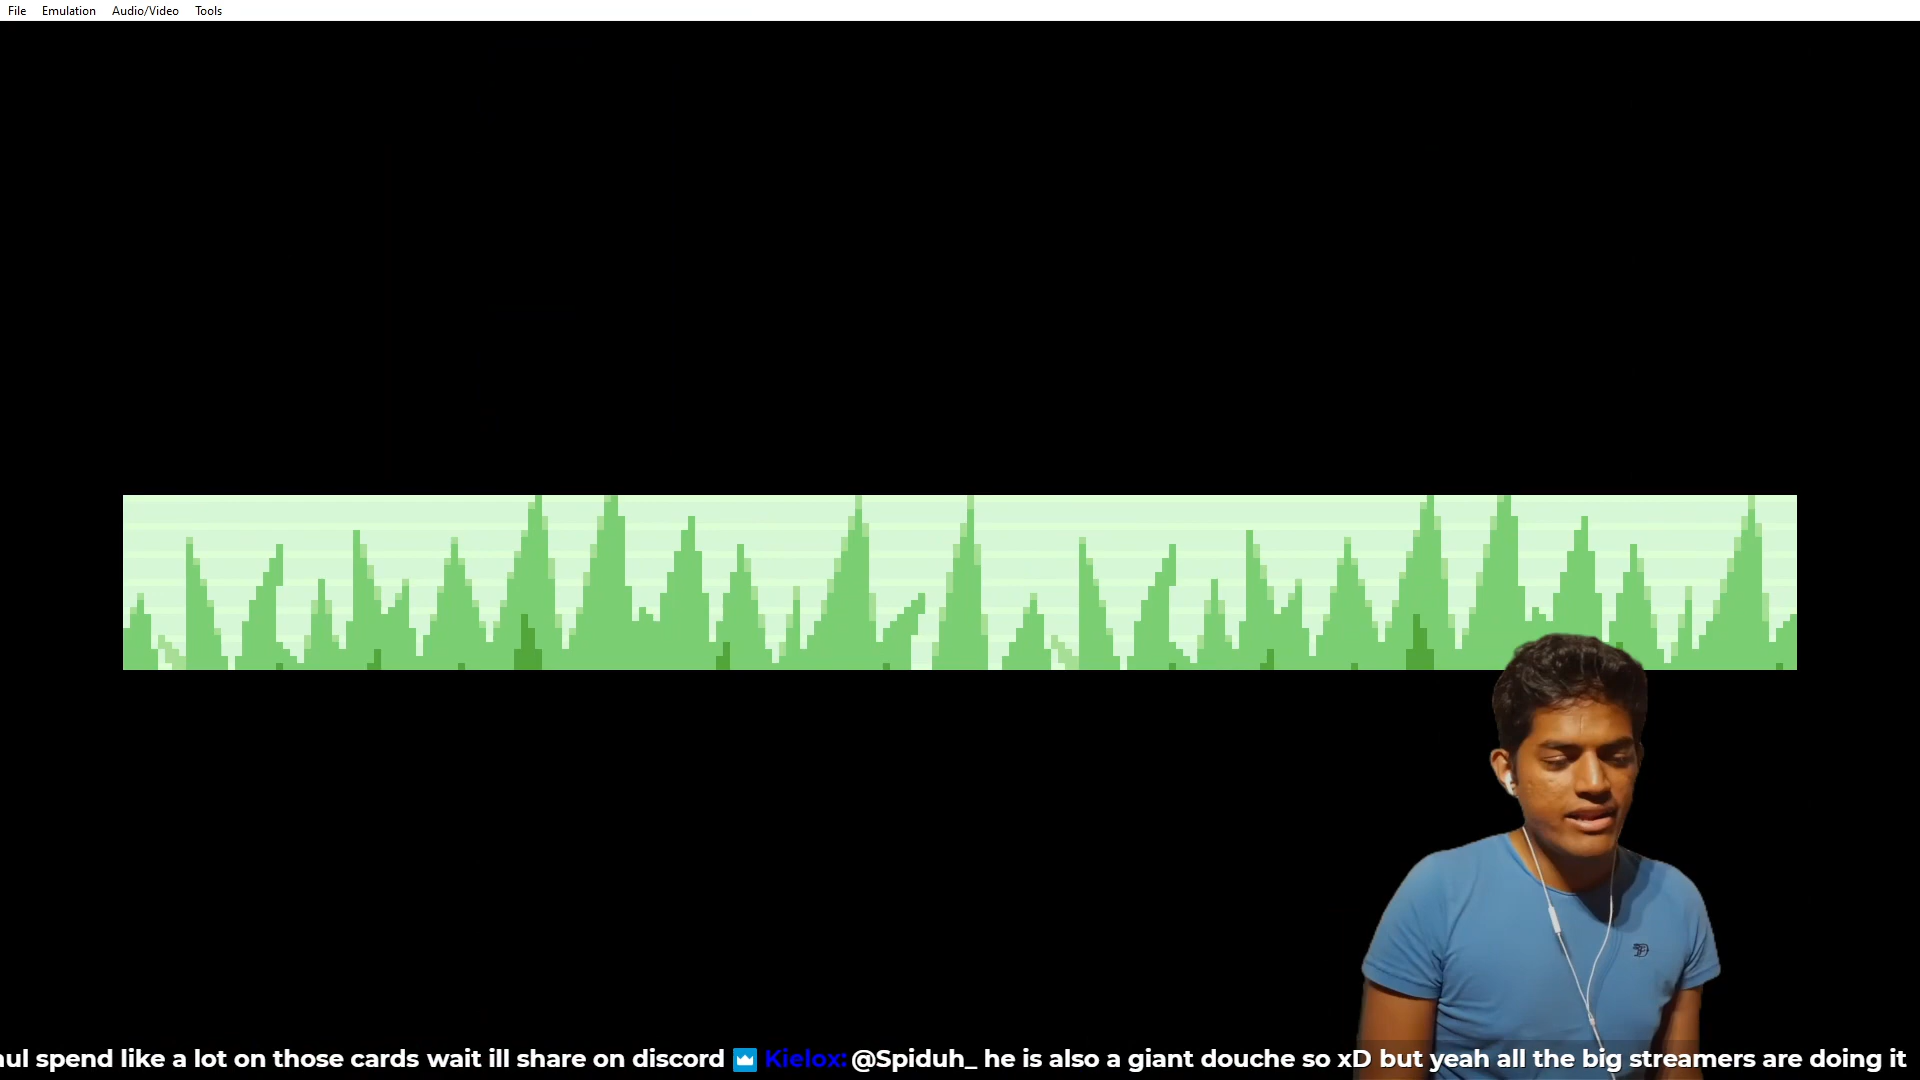 File Emulation Audio/Video Tools
spend like a lot on those cards wait ill share on discord Kielox: @Spiduh_ he is also a giant douche so xD but yeah all the big streamers are doing it